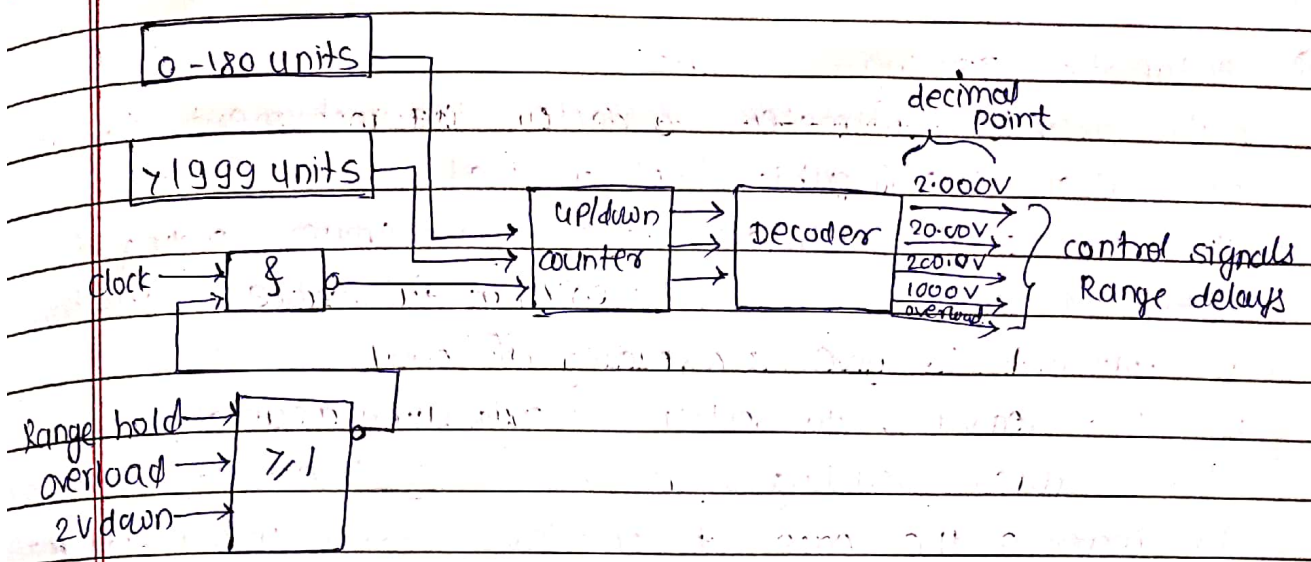 0-180 units
decimal
point
>1999 units
2.000V
up/down
counter
Decoder
20.00V
200.0V
1000V
overload
control signals
Range delays
clock
&
Range hold
overload
≥1
2V down